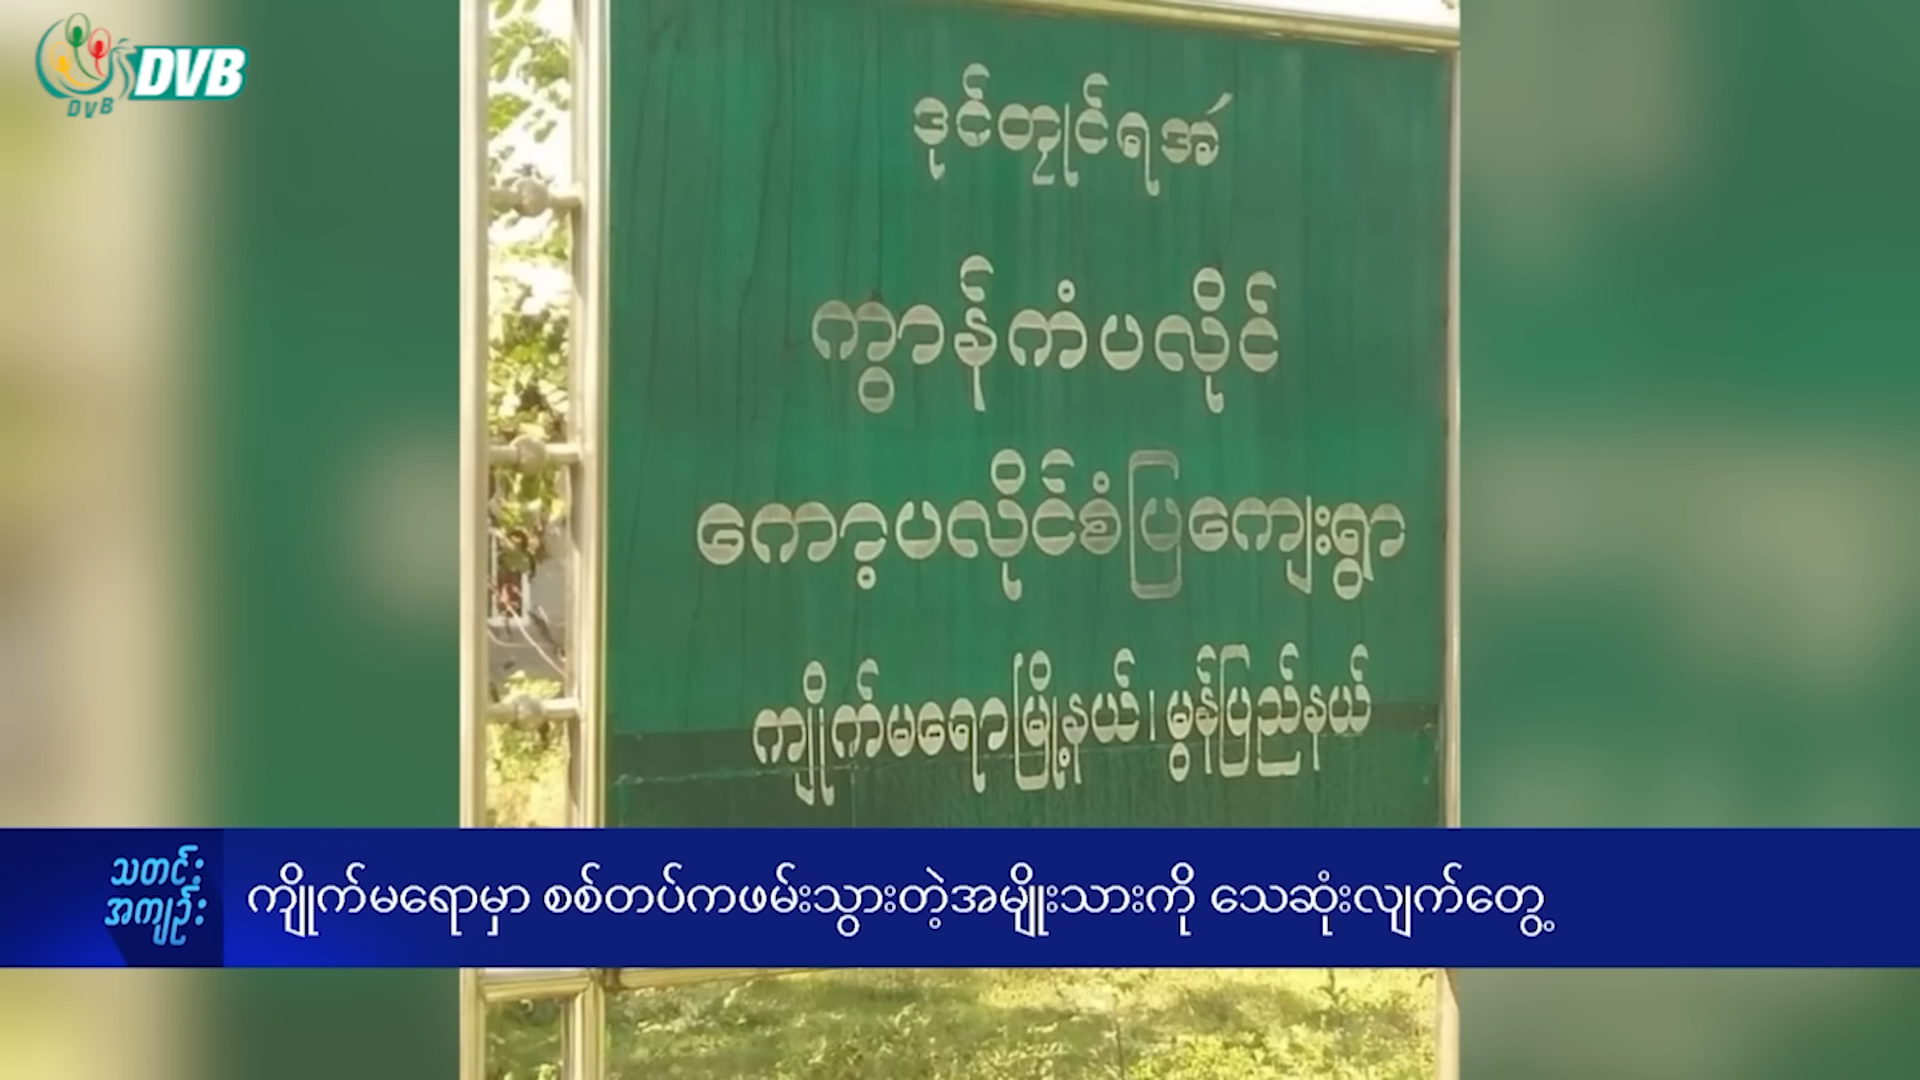 DVB
DVB
ဍုင်တၠုင်ရအဴ
ကွာန်ကံပလိုင်
ကော့ပလိုင်စံပြကျေးရွာ
ကျိုက်မရောမြို့နယ်၊မွန်ပြည်နယ်
သတင်း
အကျဉ်း
ကျိုက်မရောမှာ စစ်တပ်ကဖမ်းသွားတဲ့အမျိုးသားကို သေဆုံးလျက်တွေ့